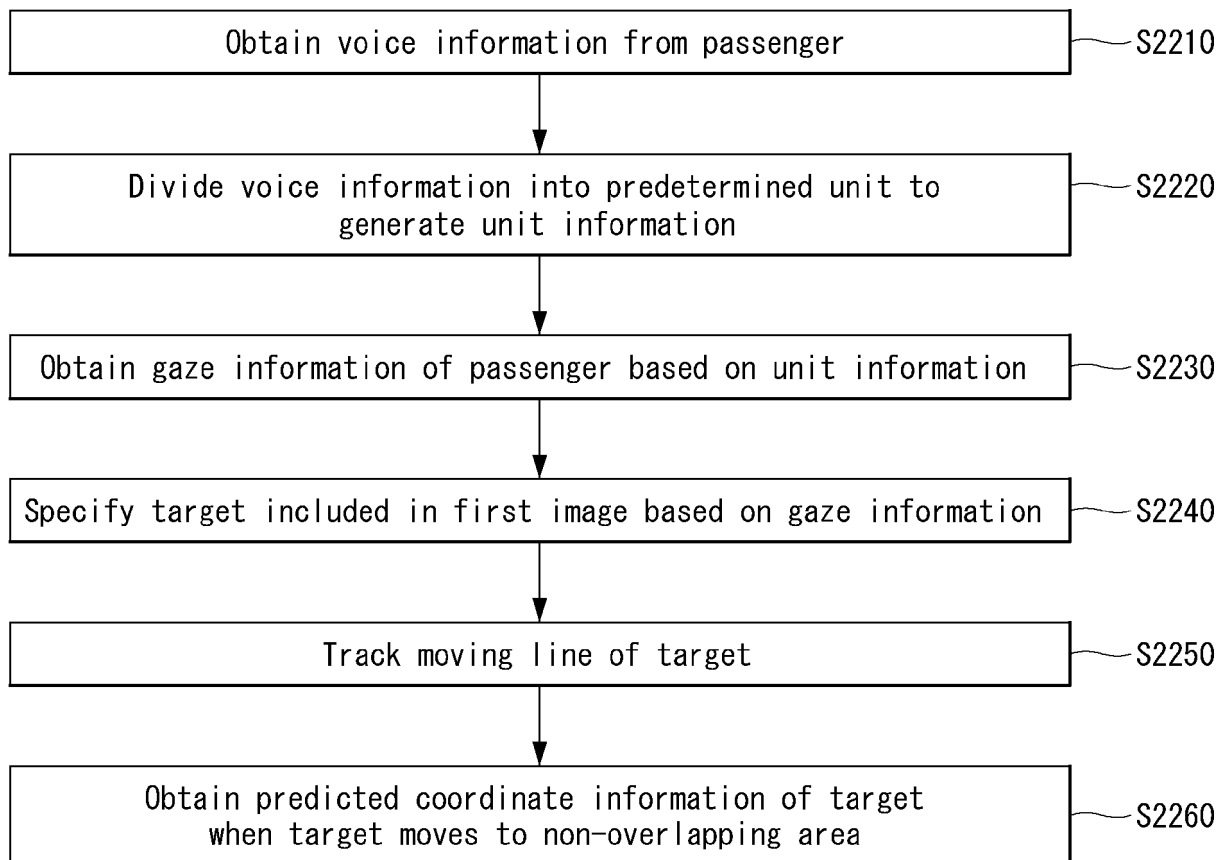 Obtain voice information from passenger
S2210
Divide voice information into predetermined unit to
generate unit information
S2220
Obtain gaze information of passenger based on unit information
S2230
Specify target included in first image based on gaze information
S2240
Track moving line of target
S2250
Obtain predicted coordinate information of target
when target moves to non-overlapping area
S2260